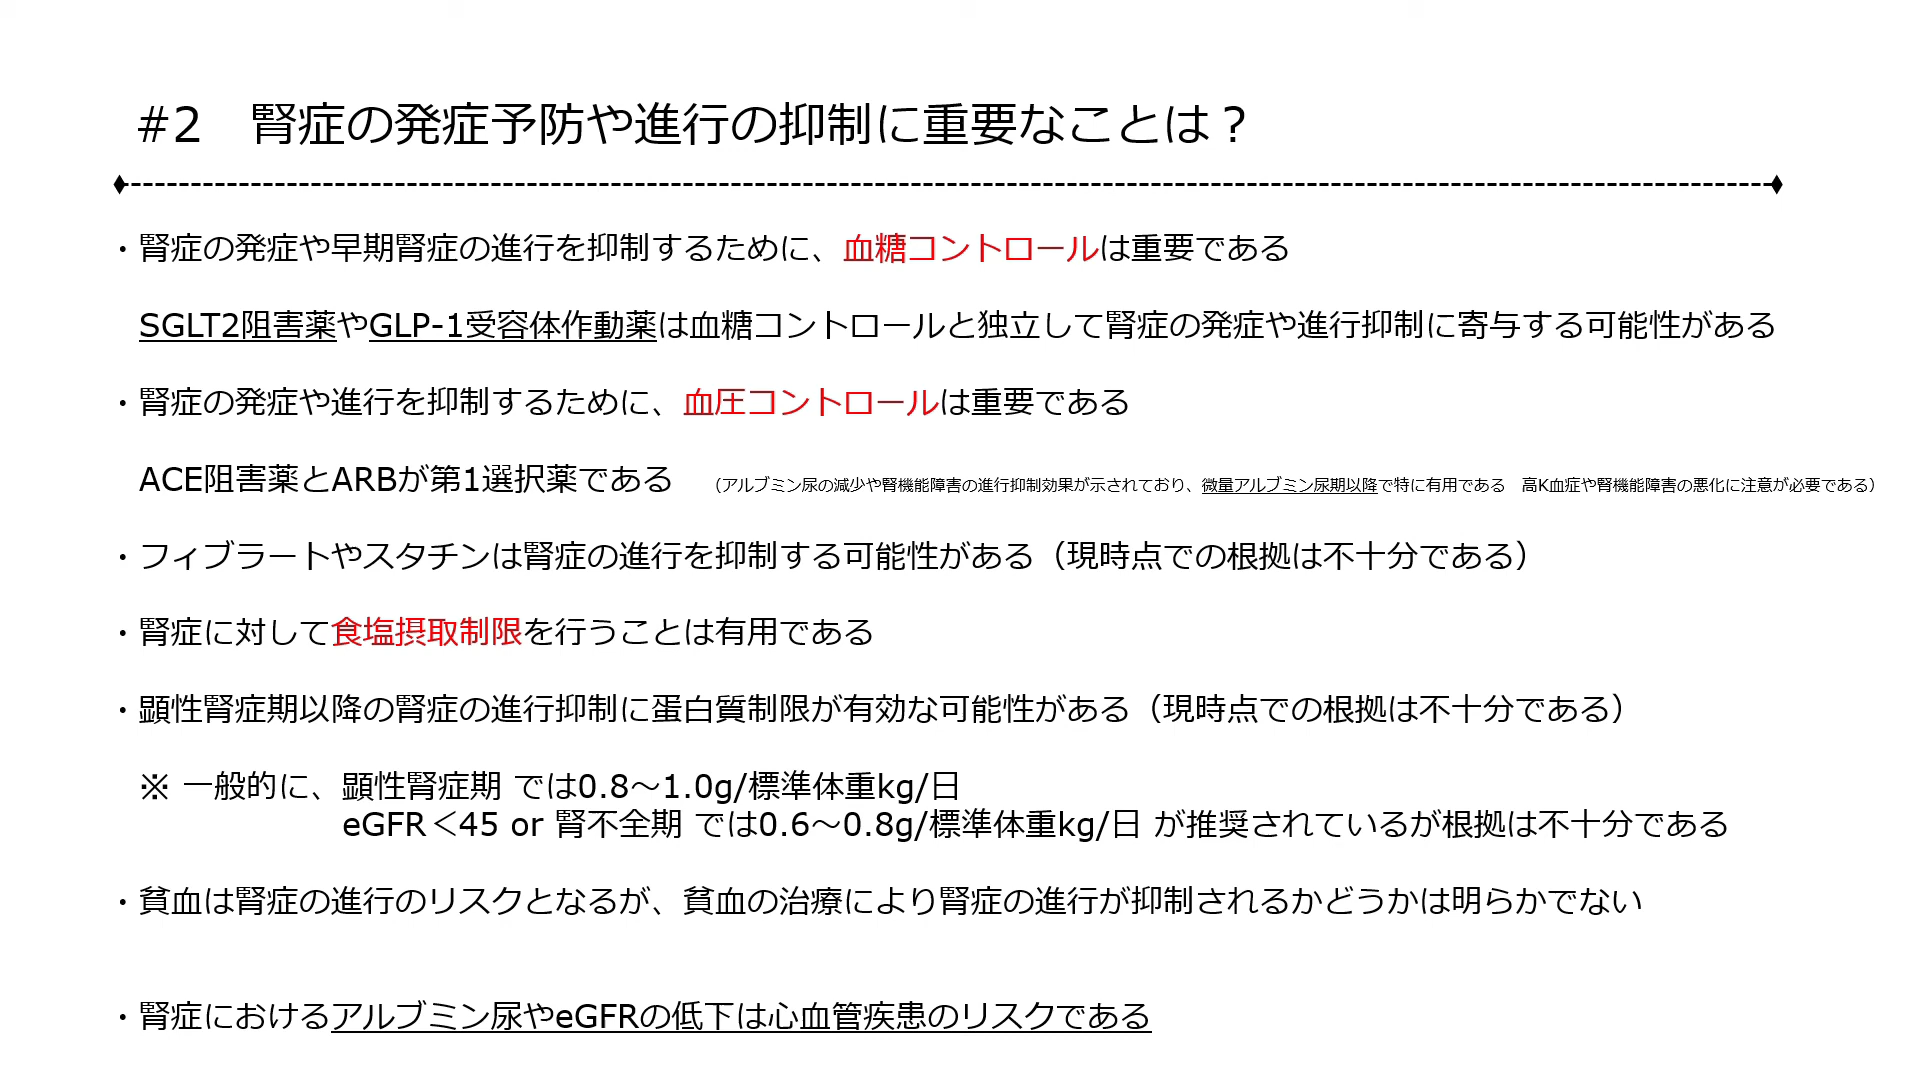 #2　腎症の発症予防や進行の抑制に重要なことは？
・腎症の発症や早期腎症の進行を抑制するために、血糖コントロールは重要である
SGLT2阻害薬やGLP-1受容体作動薬は血糖コントロールと独立して腎症の発症や進行抑制に寄与する可能性がある
・腎症の発症や進行を抑制するために、血圧コントロールは重要である
ACE阻害薬とARBが第1選択薬である　（アルブミン尿の減少や腎機能障害の進行抑制効果が示されており、微量アルブミン尿期以降で特に有用である　高K血症や腎機能障害の悪化に注意が必要である）
・フィブラートやスタチンは腎症の進行を抑制する可能性がある（現時点での根拠は不十分である）
・腎症に対して食塩摂取制限を行うことは有用である
・顕性腎症期以降の腎症の進行抑制に蛋白質制限が有効な可能性がある（現時点での根拠は不十分である）
※ 一般的に、顕性腎症期 では0.8～1.0g/標準体重kg/日
eGFR＜45 or 腎不全期 では0.6～0.8g/標準体重kg/日 が推奨されているが根拠は不十分である
・貧血は腎症の進行のリスクとなるが、貧血の治療により腎症の進行が抑制されるかどうかは明らかでない
・腎症におけるアルブミン尿やeGFRの低下は心血管疾患のリスクである